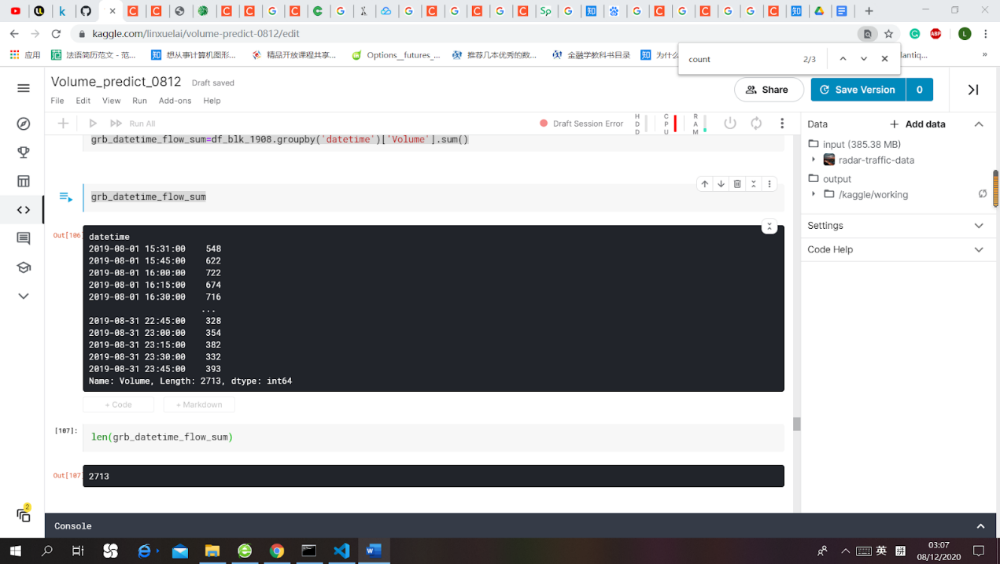 kaggle.com/linxuelai/volume-predict-0812/edit
应用
法语简历范文 - 范...
想从事计算机图形...
精品开放课程共享...
Options__futures_...
推荐几本优秀的数...
金融学教科书目录
为什么
lantiq...
»
count
2/3
Volume_predict_0812
Draft saved
File Edit View Run Add-ons Help
Share
Save Version
0
Run All
Draft Session Error
HDD
CPU
RAM
grb_datetime_flow_sum=df_blk_1908.groupby('datetime')['Volume'].sum()
grb_datetime_flow_sum
Out[106
datetime
2019-08-01 15:31:00 548
2019-08-01 15:45:00 622
2019-08-01 16:00:00 722
2019-08-01 16:15:00 674
2019-08-01 16:30:00 716
...
2019-08-31 22:45:00 328
2019-08-31 23:00:00 354
2019-08-31 23:15:00 382
2019-08-31 23:30:00 332
2019-08-31 23:45:00 393
Name: Volume, Length: 2713, dtype: int64
+ Code
+ Markdown
[107]:
len(grb_datetime_flow_sum)
Out[107
2713
Data
+ Add data
input (385.38 MB)
radar-traffic-data
output
/kaggle/working
Settings
Code Help
2
Console
英
拼
03:07
08/12/2020